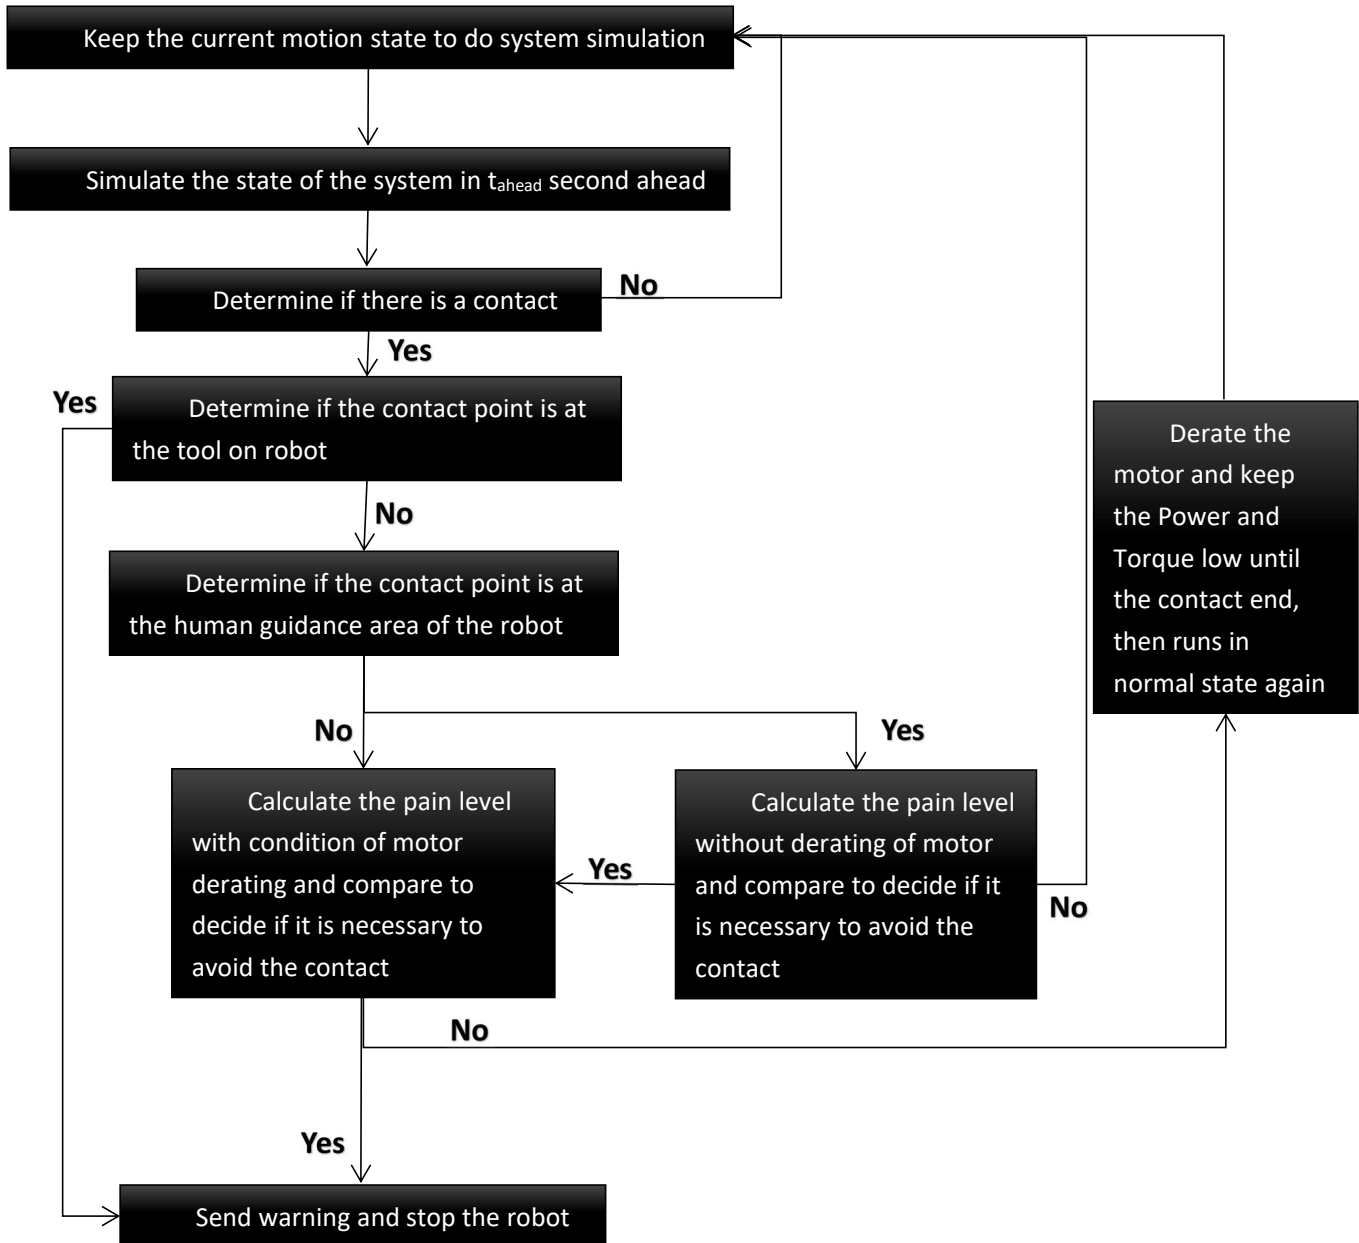 Keep the current motion state to do system simulation
Simulate the state of the system in tahead second ahead
Determine if there is a contact
No
Yes
Yes
Determine if the contact point is at
the tool on robot
No
Determine if the contact point is at
the human guidance area of the robot
Derate the
motor and keep
the Power and
Torque low until
the contact end,
then runs in
normal state again
No
Yes
Calculate the pain level
with condition of motor
derating and compare to
decide if it is necessary to
avoid the contact
Yes
Calculate the pain level
without derating of motor
and compare to decide if it
is necessary to avoid the
contact
No
No
Yes
Send warning and stop the robot